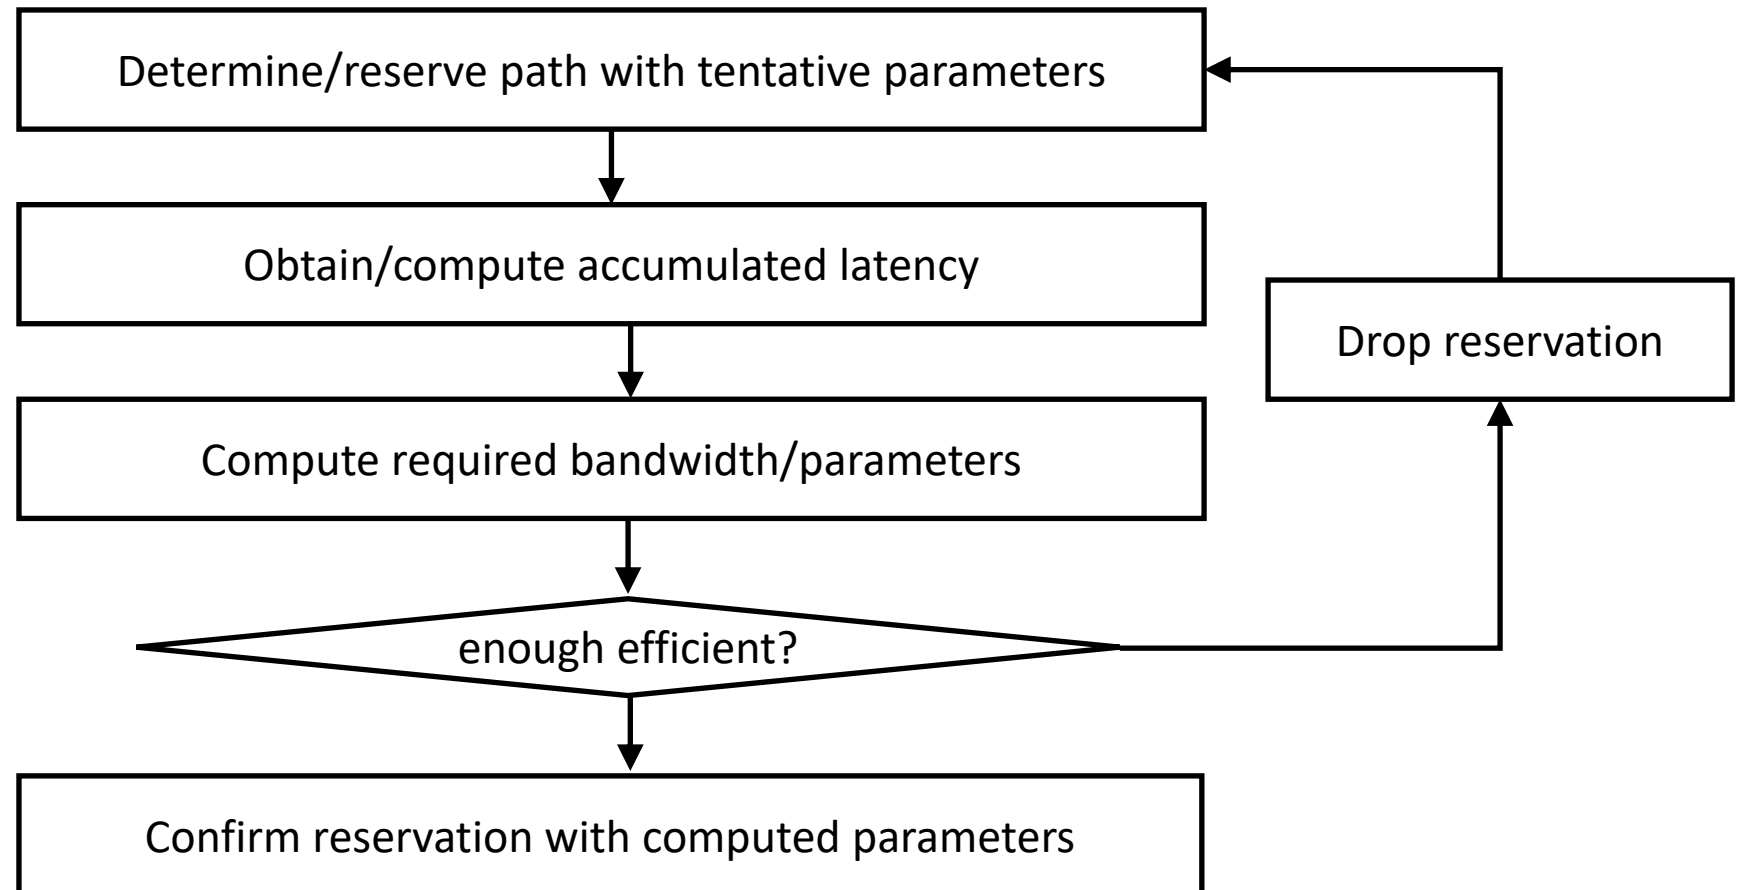 Determine/reserve path with tentative parameters
Obtain/compute accumulated latency
Drop reservation
Compute required bandwidth/parameters
enough efficient?
Confirm reservation with computed parameters